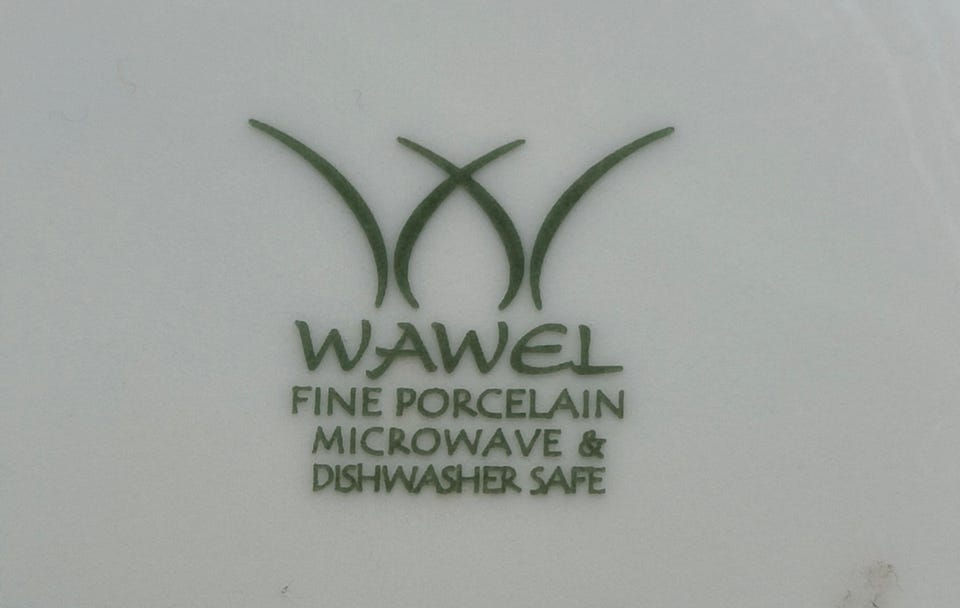 WAWEL
FINE PORCELAIN
MICROWAVE &
DISHWASHER SAFE